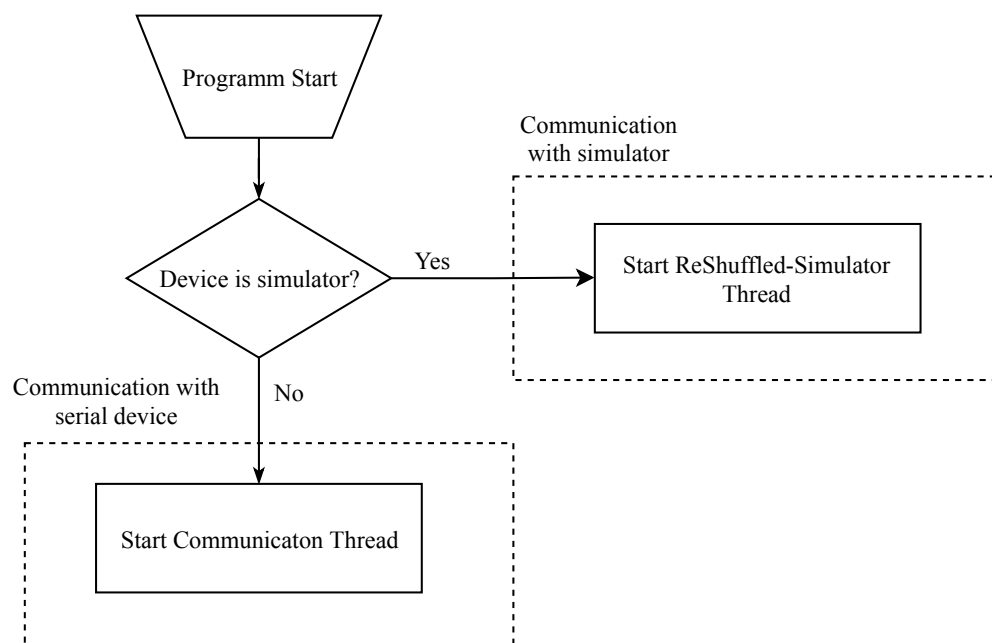 Programm Start
Communication
with simulator
Device is simulator?
Yes
Start ReShuffled-Simulator
Thread
Communication with
serial device
No
Start Communicaton Thread